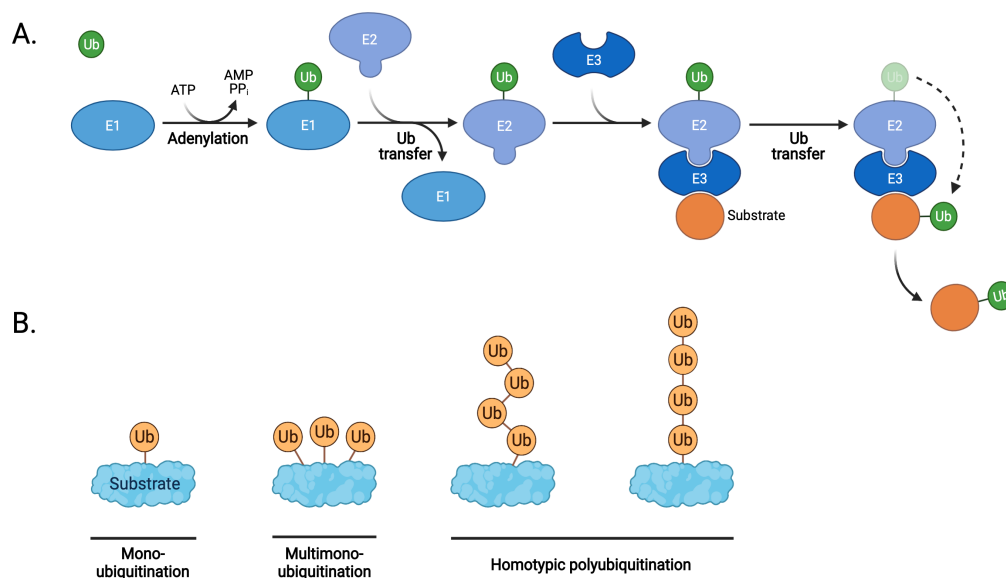 A.
Ub
E1
ATP
AMP
PPi
Adenylation
Ub
E1
E2
Ub
transfer
E1
Ub
E2
E3
Ub
E2
E3
Substrate
Ub
transfer
Ub
E2
E3
Ub
Ub
B.
Ub
Substrate
Mono-
ubiquitination
Ub
Ub
Ub
Multimono-
ubiquitination
Ub
Ub
Ub
Ub
Ub
Ub
Ub
Ub
Homotypic polyubiquitination